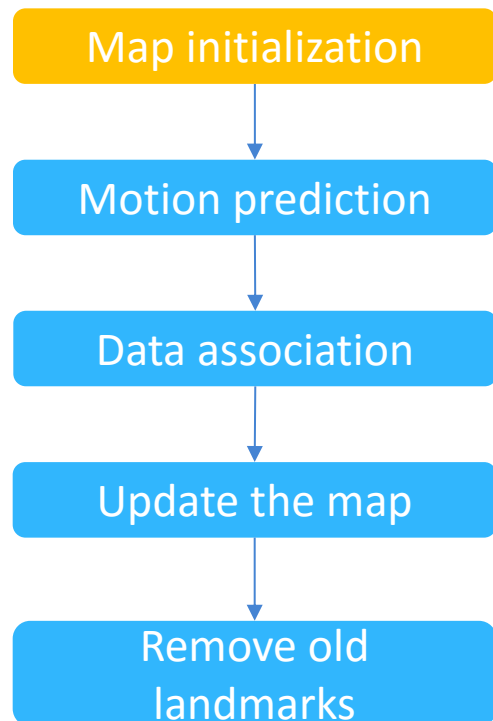 Map initialization
Motion prediction
Data association
Update the map
Remove old
landmarks